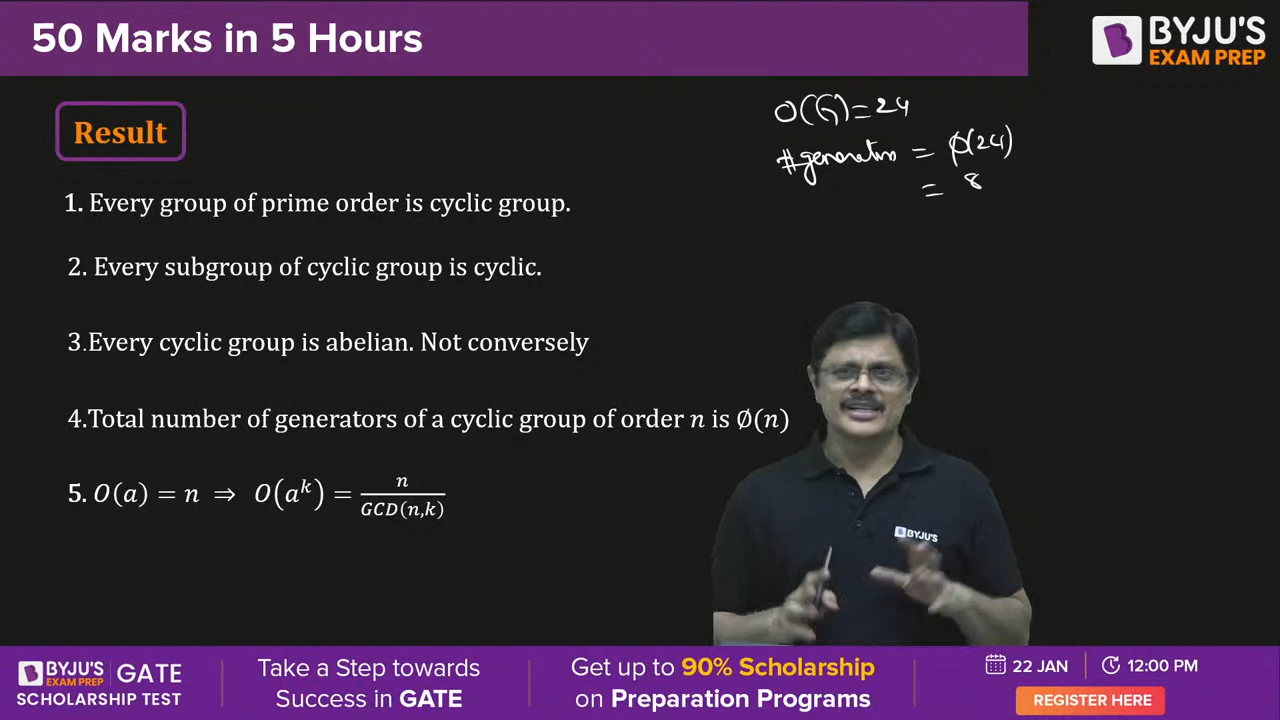 50 Marks in 5 Hours
BYJU'S
EXAM PREP
Result
O(G)=24
#generators = φ(24)
= 8
1. Every group of prime order is cyclic group.
2. Every subgroup of cyclic group is cyclic.
3.Every cyclic group is abelian. Not conversely
4.Total number of generators of a cyclic group of order n is Ø(n)
5. O(a) = n ⇒ O(a^k) = n / GCD(n,k)
BYJU'S
BYJU'S EXAM PREP GATE
SCHOLARSHIP TEST
Take a Step towards
Success in GATE
Get up to 90% Scholarship
on Preparation Programs
22 JAN 12:00 PM
REGISTER HERE